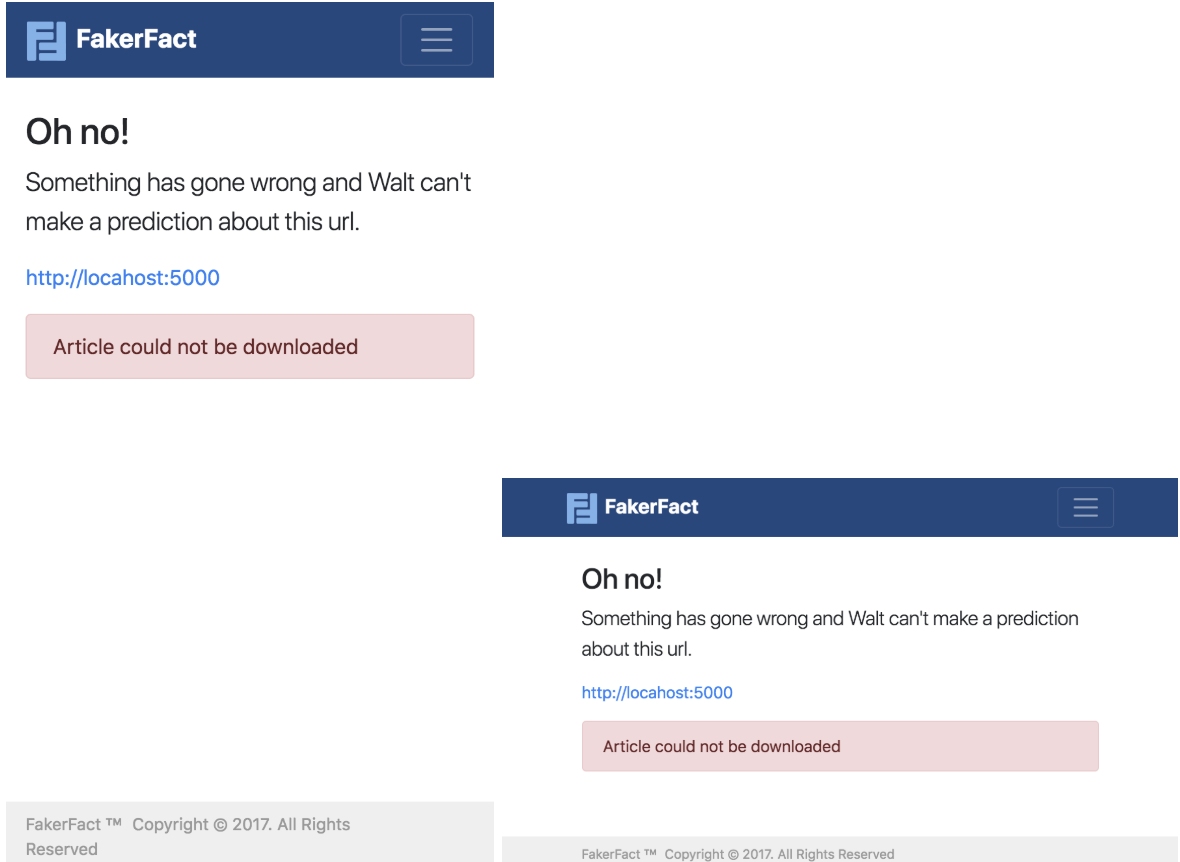 FakerFact
Oh no!
Something has gone wrong and Walt can't
make a prediction about this url.
http://locahost:5000
Article could not be downloaded
FakerFact ™ Copyright © 2017. All Rights
Reserved
FakerFact
Oh no!
Something has gone wrong and Walt can't make a prediction
about this url.
http://locahost:5000
Article could not be downloaded
FakerFact ™ Copyright © 2017. All Rights Reserved